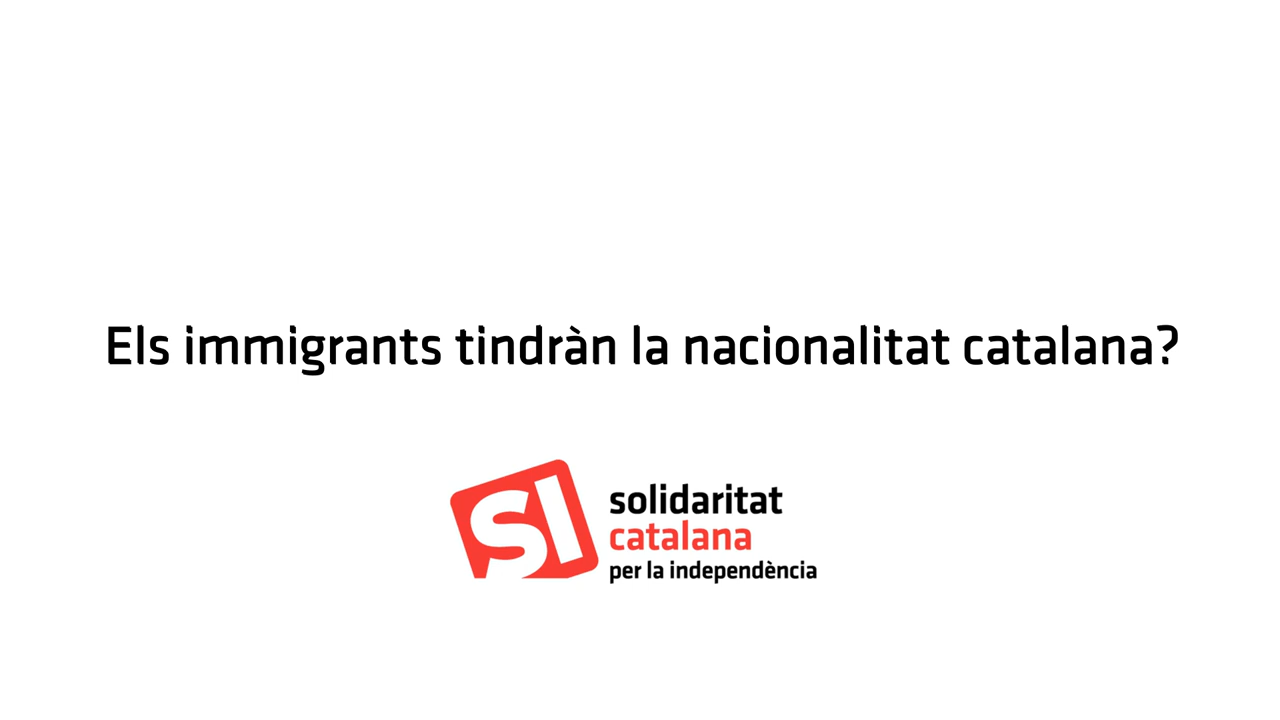 Els immigrants tindràn la nacionalitat catalana?
SI
solidaritat
catalana
per la independència